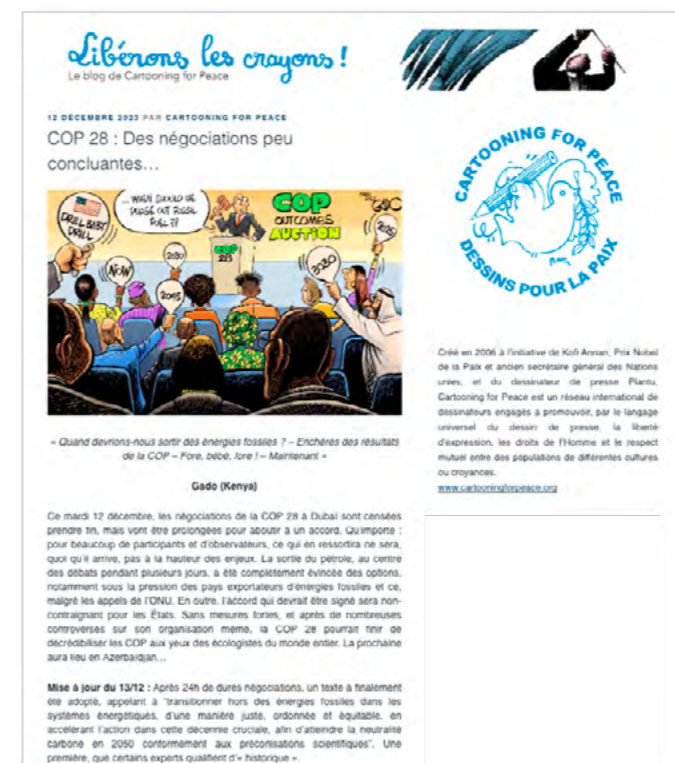 Libérons les crayons !
Le blog de Cartooning for Peace
12 DÉCEMBRE 2023 PAR CARTOONING FOR PEACE
COP 28 : Des négociations peu
concluantes…
DRILL BABY
DRILL
... WHEN SHOULD WE
PHASE OUT FOSSIL
FUEL ??
COP
OUTCOMES
AUCTION
GADO
COP
NOW
2030
2095
3030
« Quand devrions-nous sortir des énergies fossiles ? – Enchères des résultats
de la COP – Fore, bébé, fore ! – Maintenant »
Gado (Kenya)
Ce mardi 12 décembre, les négociations de la COP 28 à Dubaï sont censées
prendre fin, mais vont être prolongées pour aboutir à un accord. Qu'importe :
pour beaucoup de participants et d'observateurs, ce qui en ressortira ne sera,
quoi qu'il arrive, pas à la hauteur des enjeux. La sortie du pétrole, au centre
des débats pendant plusieurs jours, a été complètement évincée des options,
notamment sous la pression des pays exportateurs d'énergies fossiles et ce,
malgré les appels de l'ONU. En outre, l'accord qui devrait être signé sera non-
contraignant pour les États. Sans mesures fortes, et après de nombreuses
controverses sur son organisation même, la COP 28 pourrait finir de
décrédibiliser les COP aux yeux des écologistes du monde entier. La prochaine
aura lieu en Azerbaïdjan…
Mise à jour du 13/12 : Après 24h de dures négociations, un texte a finalement
été adopté, appelant à "transitionner hors des énergies fossiles dans les
systèmes énergétiques, d'une manière juste, ordonnée et équitable, en
accélérant l'action dans cette décennie cruciale, afin d'atteindre la neutralité
carbone en 2050 conformément aux préconisations scientifiques". Une
première, que certains experts qualifient d'« historique ».
CARTOONING FOR PEACE
DESSINS POUR LA PAIX
Créé en 2006 à l'initiative de Kofi Annan, Prix Nobel
de la Paix et ancien secrétaire général des Nations
unies, et du dessinateur de presse Plantu,
Cartooning for Peace est un réseau international de
dessinateurs engagés à promouvoir, par le langage
universel du dessin de presse, la liberté
d'expression, les droits de l'Homme et le respect
mutuel entre des populations de différentes cultures
ou croyances.
www.cartooningforpeace.org